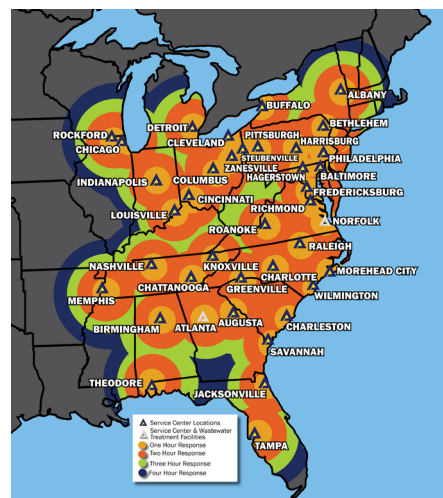 ALBANY
BUFFALO
BETHLEHEM
DETROIT
ROCKFORD
CLEVELAND
PITTSBURGH
HARRISBURG
CHICAGO
STEUBENVILLE
PHILADELPHIA
ZANESVILLE
BALTIMORE
INDIANAPOLIS
COLUMBUS
HAGERSTOWN
FREDERICKSBURG
CINCINNATI
RICHMOND
LOUISVILLE
NORFOLK
ROANOKE
RALEIGH
NASHVILLE
KNOXVILLE
MOREHEAD CITY
CHARLOTTE
CHATTANOOGA
GREENVILLE
WILMINGTON
MEMPHIS
AUGUSTA
BIRMINGHAM
ATLANTA
CHARLESTON
SAVANNAH
THEODORE
JACKSONVILLE
TAMPA
Service Center Locations
Service Center & Wastewater
Treatment Facilities
One Hour Response
Two Hour Response
Three Hour Response
Four Hour Response